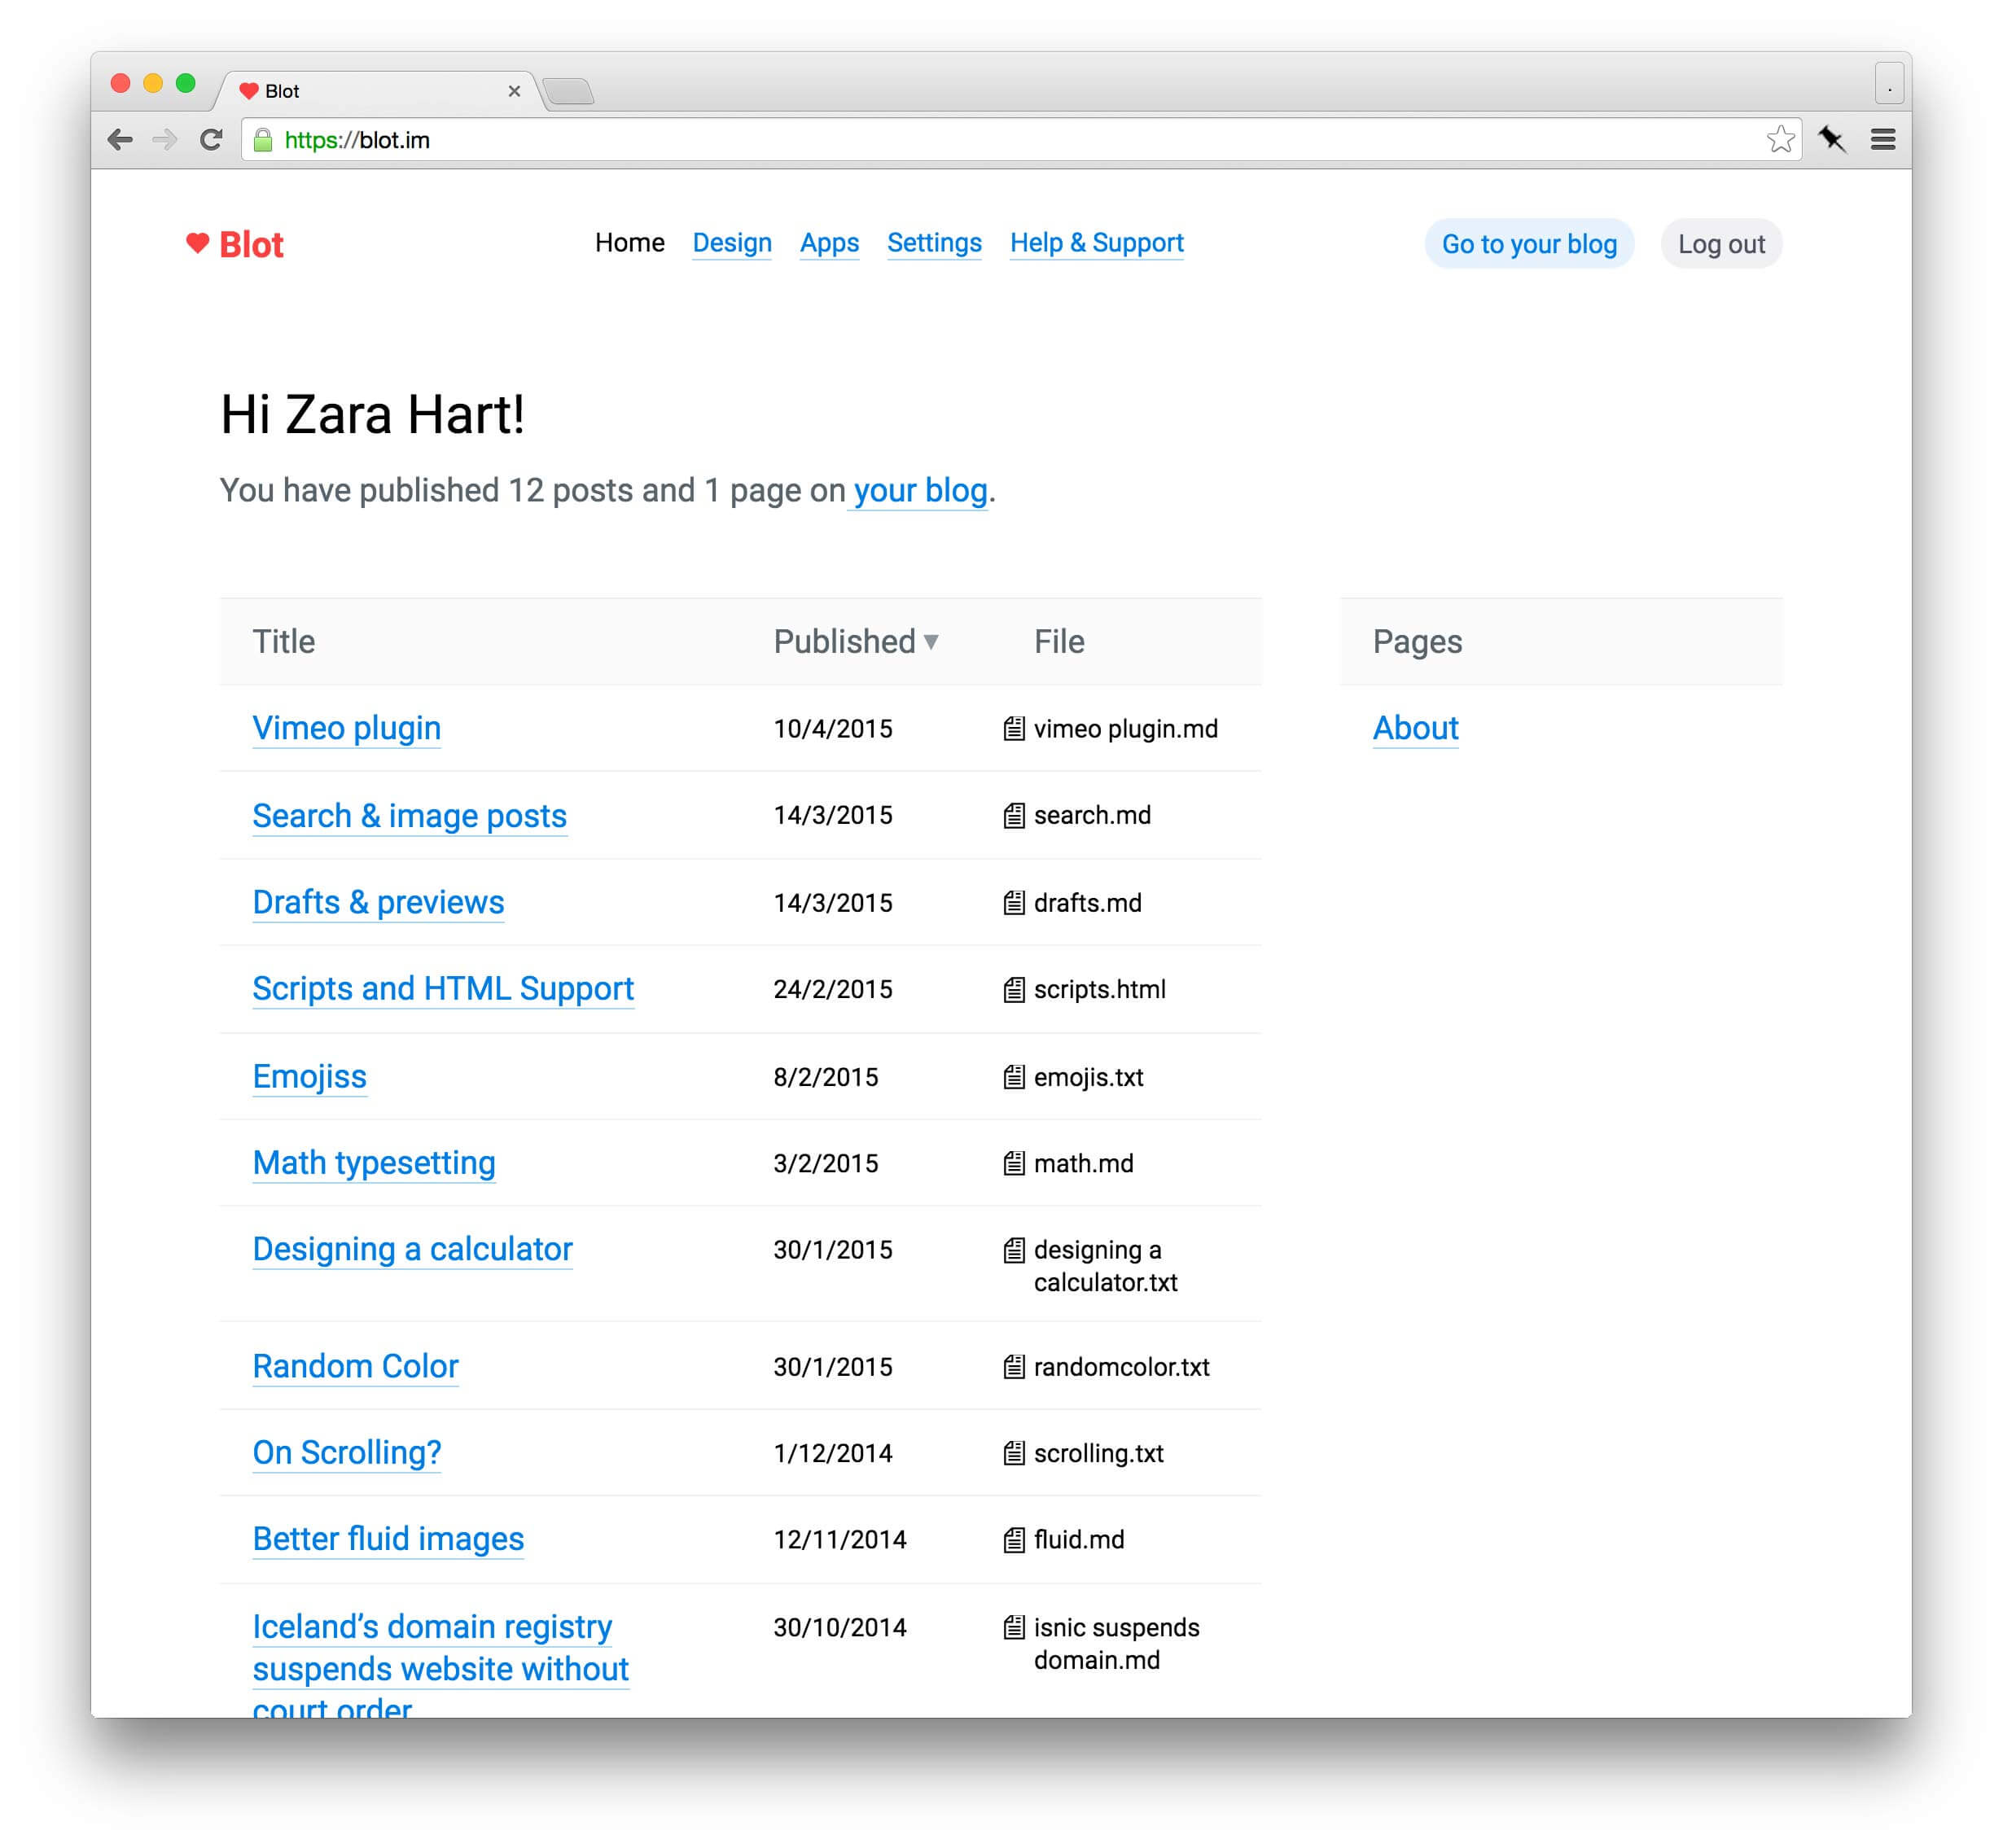 Blot
https://blot.im
Blot
Home Design Apps Settings Help & Support Go to your blog Log out
Hi Zara Hart!
You have published 12 posts and 1 page on your blog.
Title Published ▼ File Pages
Vimeo plugin 10/4/2015 vimeo plugin.md About
Search & image posts 14/3/2015 search.md
Drafts & previews 14/3/2015 drafts.md
Scripts and HTML Support 24/2/2015 scripts.html
Emojiss 8/2/2015 emojis.txt
Math typesetting 3/2/2015 math.md
Designing a calculator 30/1/2015 designing a
calculator.txt
Random Color 30/1/2015 randomcolor.txt
On Scrolling? 1/12/2014 scrolling.txt
Better fluid images 12/11/2014 fluid.md
Iceland’s domain registry 30/10/2014 isnic suspends
suspends website without domain.md
court order